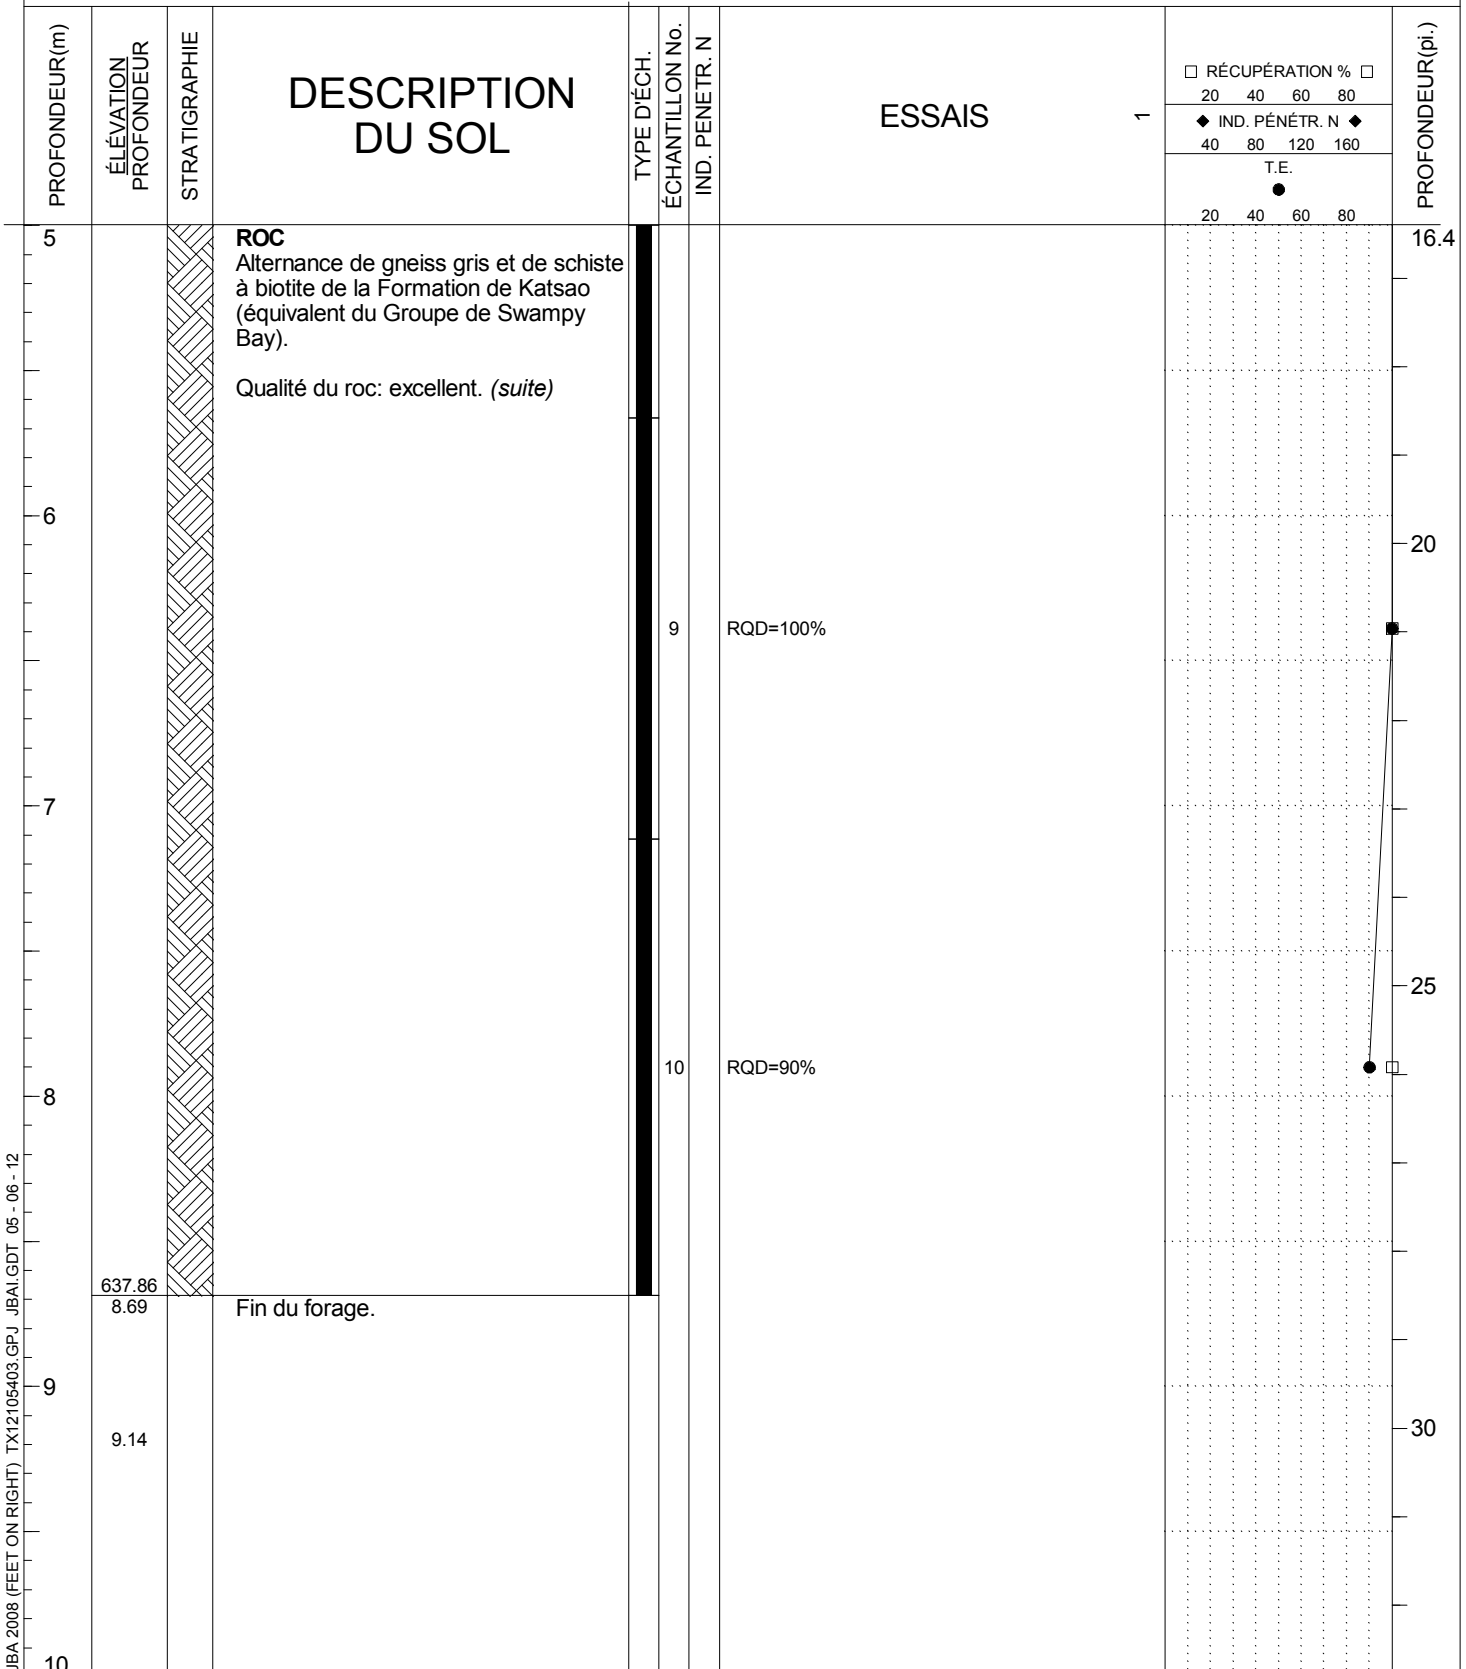 PROFONDEUR(m)
ÉLÉVATION
PROFONDEUR
STRATIGRAPHIE
DESCRIPTION
DU SOL
TYPE D'ÉCH.
ÉCHANTILLON No.
IND. PENETR. N
ESSAIS
1
□ RÉCUPÉRATION % □
20 40 60 80
◆ IND. PÉNÉTR. N ◆
40 80 120 160
T.E.
●
20 40 60 80
PROFONDEUR(pi.)
5
ROC
16.4
Alternance de gneiss gris et de schiste
à biotite de la Formation de Katsao
(équivalent du Groupe de Swampy
Bay).
Qualité du roc: excellent. (suite)
6
20
9
RQD=100%
7
25
10
RQD=90%
8
637.86
8.69
Fin du forage.
9
30
9.14
10
JBA 2008 (FEET ON RIGHT) TX12105403.GPJ JBAI.GDT 05 - 06 - 12